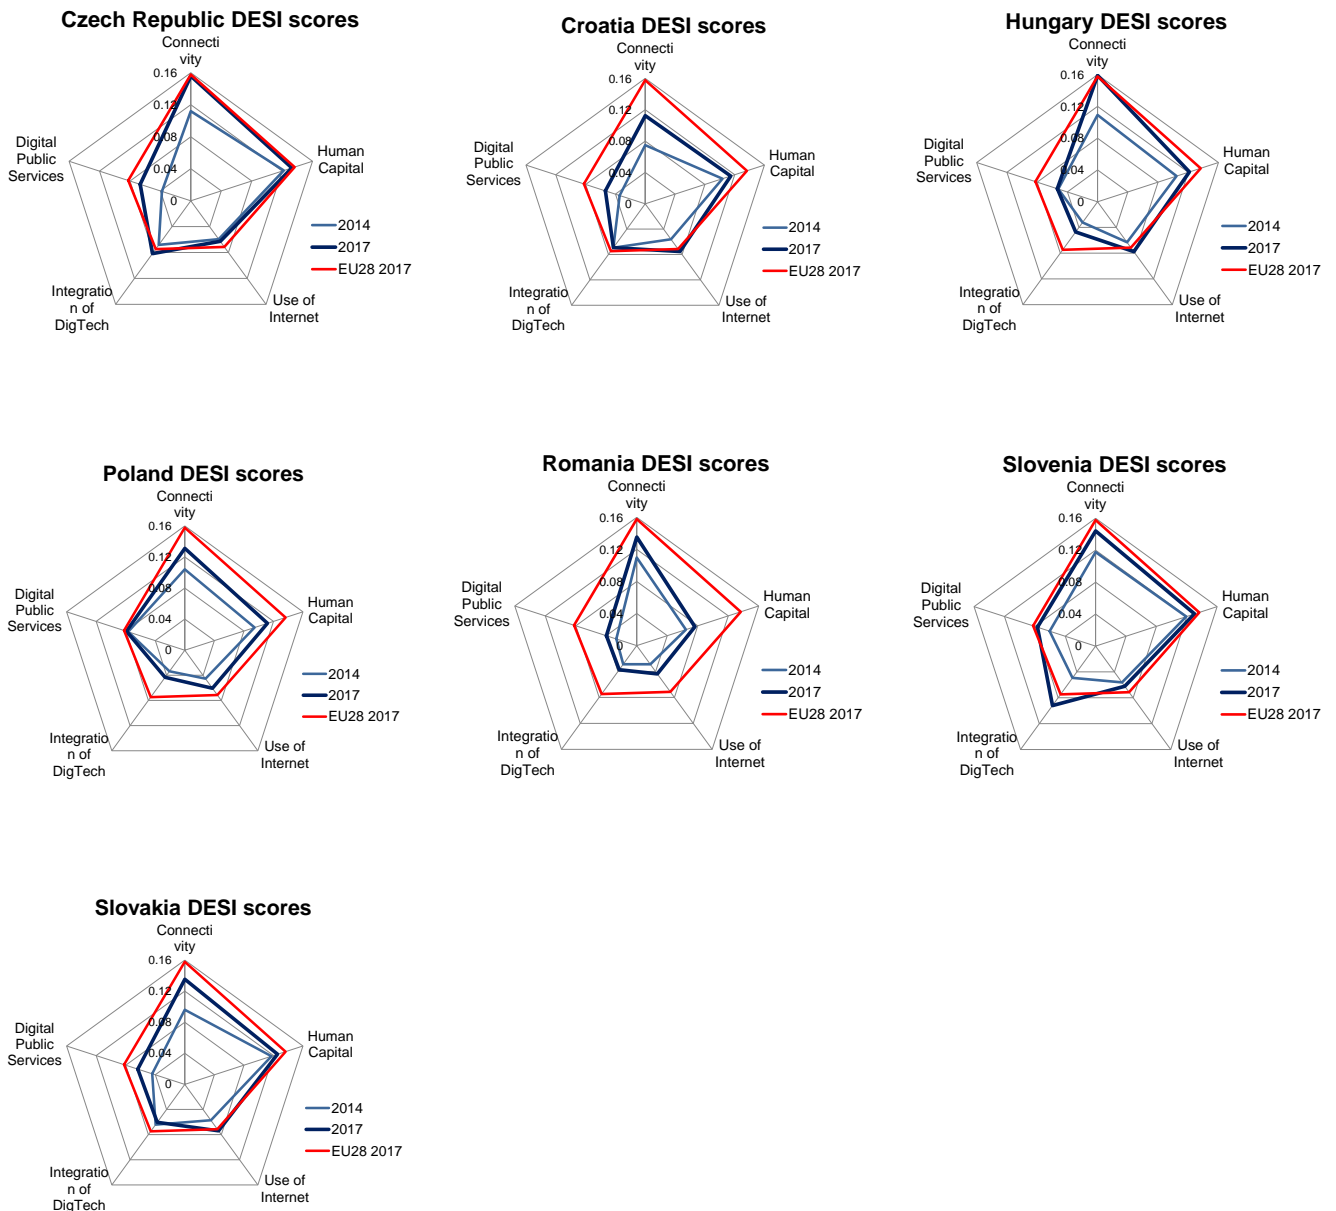 Czech Republic DESI scores
Connecti
vity
0.16
0.12
0.08
0.04
0
Human
Capital
Use of
Internet
Integratio
n of
DigTech
Digital
Public
Services
2014
2017
EU28 2017
Croatia DESI scores
Connecti
vity
0.16
0.12
0.08
0.04
0
Human
Capital
Use of
Internet
Integratio
n of
DigTech
Digital
Public
Services
2014
2017
EU28 2017
Hungary DESI scores
Connecti
vity
0.16
0.12
0.08
0.04
0
Human
Capital
Use of
Internet
Integratio
n of
DigTech
Digital
Public
Services
2014
2017
EU28 2017
Poland DESI scores
Connecti
vity
0.16
0.12
0.08
0.04
0
Human
Capital
Use of
Internet
Integratio
n of
DigTech
Digital
Public
Services
2014
2017
EU28 2017
Romania DESI scores
Connecti
vity
0.16
0.12
0.08
0.04
0
Human
Capital
Use of
Internet
Integratio
n of
DigTech
Digital
Public
Services
2014
2017
EU28 2017
Slovenia DESI scores
Connecti
vity
0.16
0.12
0.08
0.04
0
Human
Capital
Use of
Internet
Integratio
n of
DigTech
Digital
Public
Services
2014
2017
EU28 2017
Slovakia DESI scores
Connecti
vity
0.16
0.12
0.08
0.04
0
Human
Capital
Use of
Internet
Integratio
n of
DigTech
Digital
Public
Services
2014
2017
EU28 2017